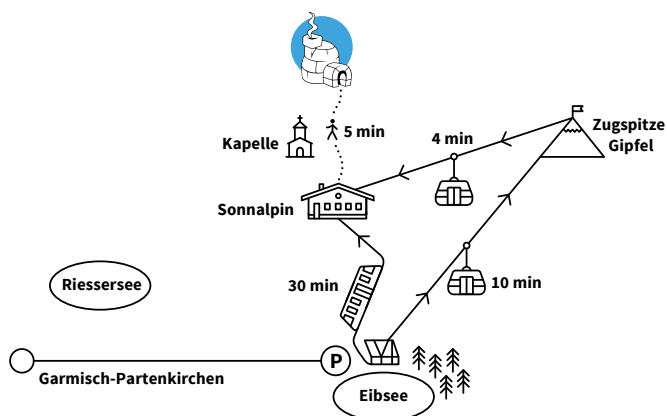 Kapelle
5 min
4 min
Zugspitze
Gipfel
Sonnalpin
Riessersee
30 min
10 min
P
Garmisch-Partenkirchen
Eibsee